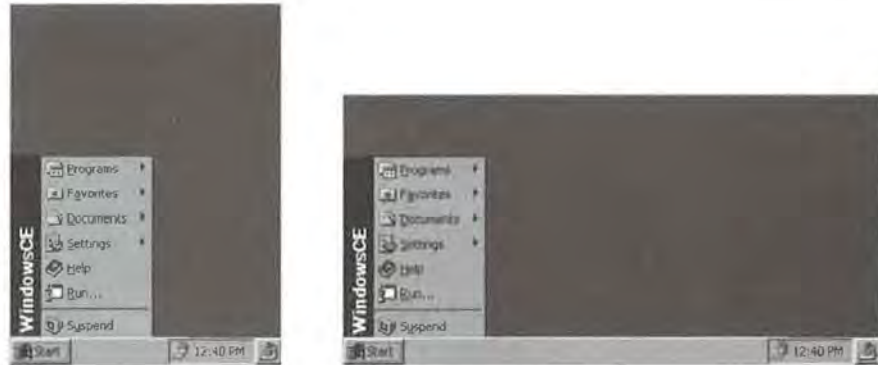 WindowsCE
Programs
Favorites
Documents
Settings
Help
Run...
Suspend
Start
12:40 PM
WindowsCE
Programs
Favorites
Documents
Settings
Help
Run...
Suspend
Start
12:40 PM